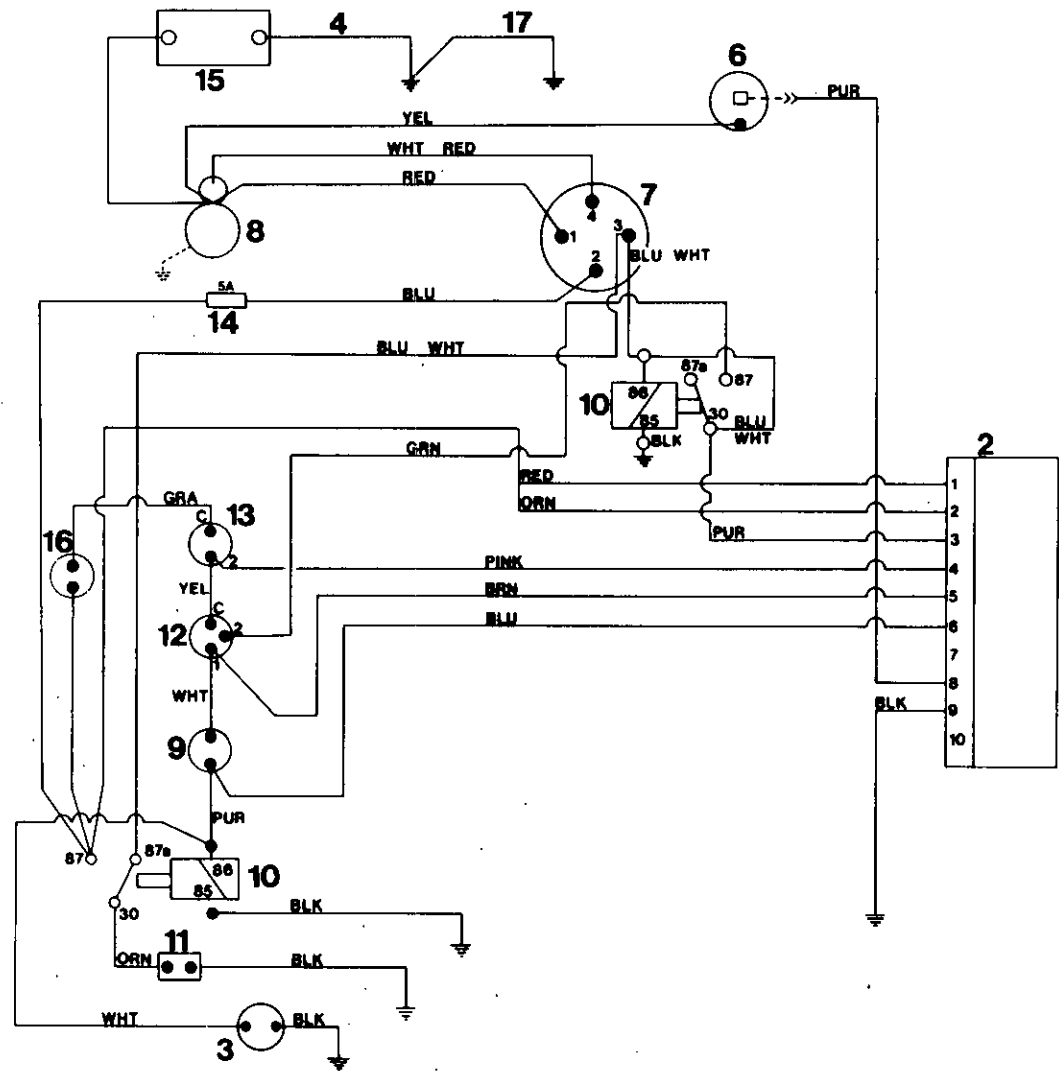 4
17
15
6
PUR
YEL
WHT RED
RED
7
4
1
3
2
BLU WHT
8
5A
14
BLU
BLU WHT
87a
87
10
86
85
30
BLU
WHT
BLK
GRN
2
RED
1
ORN
2
PUR
3
GRA
C
13
2
PINK
4
16
YEL
BRN
5
C
12
2
1
BLU
6
7
WHT
8
BLK
9
10
9
PUR
87
87a
86
85
10
30
BLK
11
ORN
BLK
WHT
BLK
3